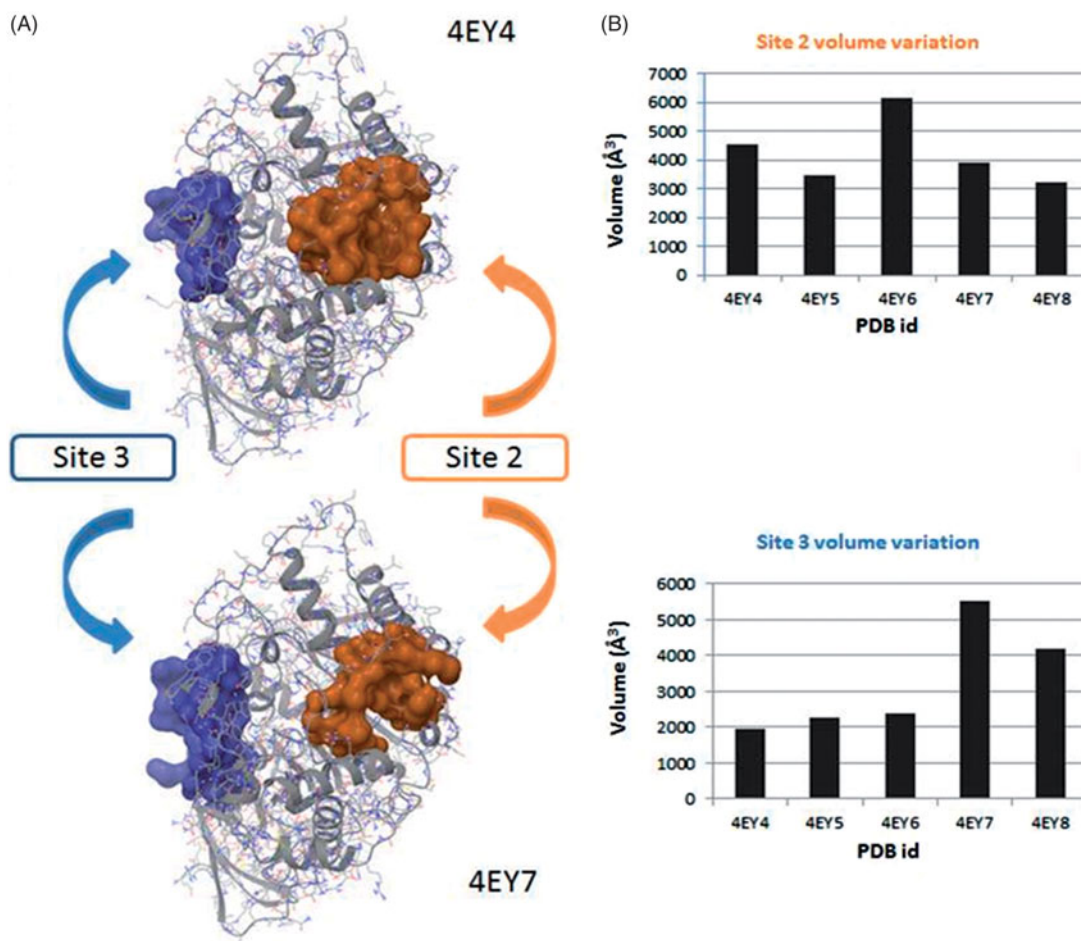 (A)
4EY4
Site 3
Site 2
4EY7
(B)
Site 2 volume variation
Volume (Å³)
7000
6000
5000
4000
3000
2000
1000
0
4EY4 4EY5 4EY6 4EY7 4EY8
PDB id
Site 3 volume variation
Volume (Å³)
6000
5000
4000
3000
2000
1000
0
4EY4 4EY5 4EY6 4EY7 4EY8
PDB id